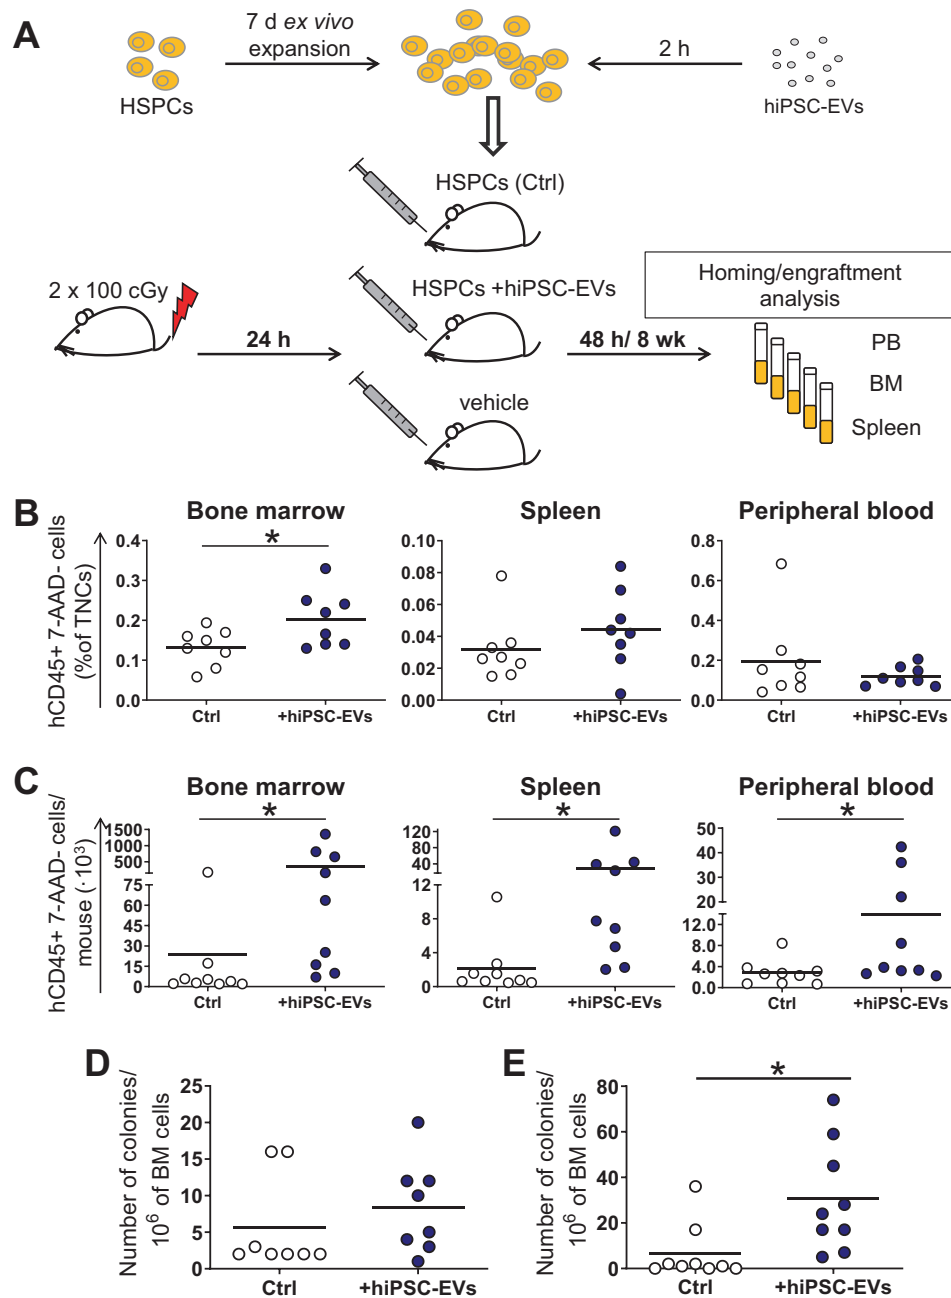 A
7 d ex vivo
expansion
2 h
HSPCs
hiPSC-EVs
HSPCs (Ctrl)
2 x 100 cGy
HSPCs +hiPSC-EVs
Homing/engraftment
analysis
24 h
48 h/ 8 wk
PB
BM
Spleen
vehicle
B
hCD45+ 7-AAD- cells
(%of TNCs)
Bone marrow
*
0.4
0.3
0.2
0.1
0.0
Ctrl
+hiPSC-EVs
Spleen
0.10
0.08
0.06
0.04
0.02
0.00
Ctrl
+hiPSC-EVs
Peripheral blood
0.8
0.6
0.4
0.2
0.0
Ctrl
+hiPSC-EVs
C
hCD45+ 7-AAD- cells/
mouse (·10³)
Bone marrow
*
1500
1000
500
75
60
45
30
15
0
Ctrl
+hiPSC-EVs
Spleen
*
120
80
40
12
8
4
0
Ctrl
+hiPSC-EVs
Peripheral blood
*
50
40
30
20
12.0
8.0
4.0
0.0
Ctrl
+hiPSC-EVs
D
Number of colonies/
10⁶ of BM cells
25
20
15
10
5
0
Ctrl
+hiPSC-EVs
E
Number of colonies/
10⁶ of BM cells
*
80
60
40
20
0
Ctrl
+hiPSC-EVs